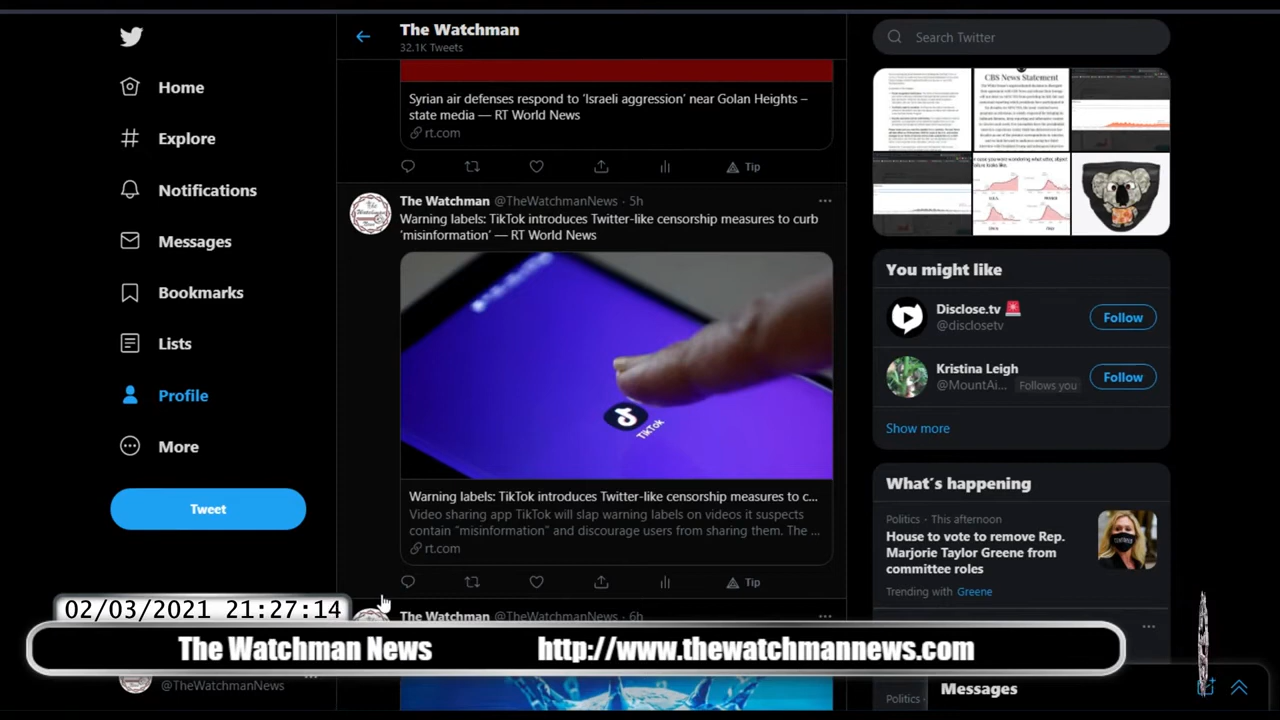 The Watchman
32.1K Tweets
Search Twitter
Home
Explore
Notifications
Messages
Bookmarks
Lists
Profile
More
Tweet
Syrian air defenses respond to 'Israeli aggression' near Golan Heights –
state media — RT World News
rt.com
Tip
The Watchman @TheWatchmanNews · 5h
Warning labels: TikTok introduces Twitter-like censorship measures to curb
'misinformation' — RT World News
TikTok
Warning labels: TikTok introduces Twitter-like censorship measures to c...
Video sharing app TikTok will slap warning labels on videos it suspects
contain "misinformation" and discourage users from sharing them. The ...
rt.com
Tip
The Watchman @TheWatchmanNews · 6h
CBS News Statement
You might like
Disclose.tv
@disclosetv
Follow
Kristina Leigh
@MountAi... Follows you
Follow
Show more
What's happening
Politics · This afternoon
House to vote to remove Rep.
Marjorie Taylor Greene from
committee roles
Trending with Greene
Politics ·
Messages
02/03/2021 21:27:14
The Watchman News http://www.thewatchmannews.com
@TheWatchmanNews